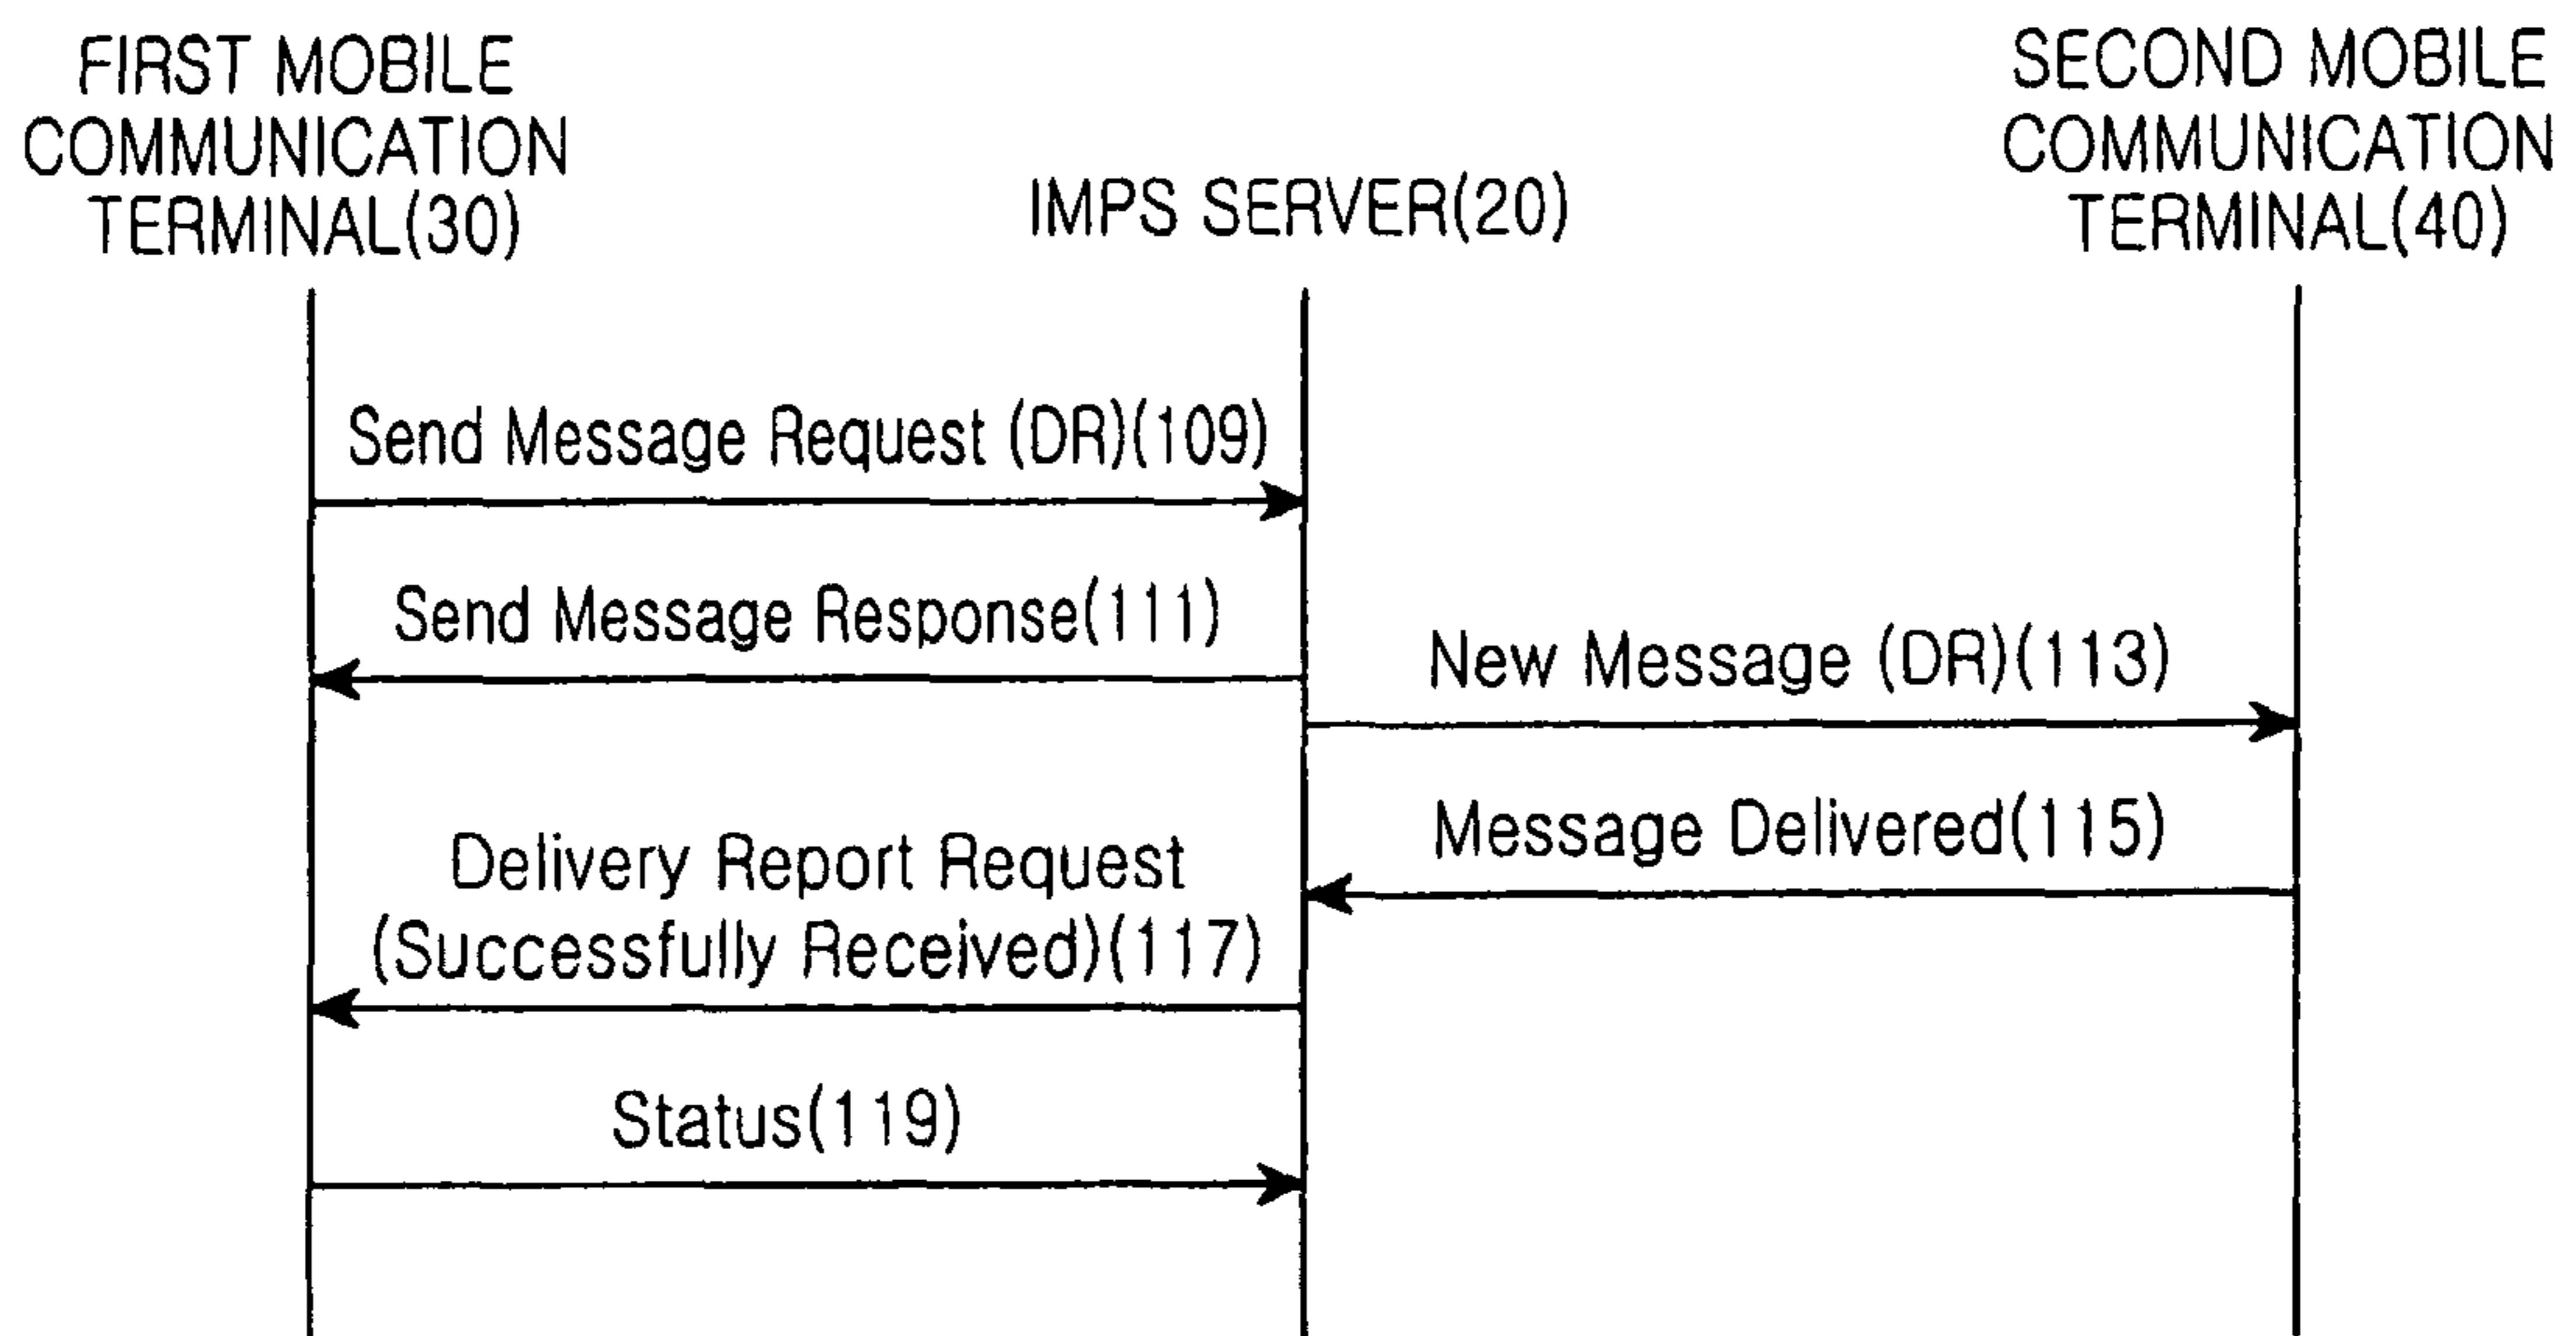 FIRST MOBILE
COMMUNICATION
TERMINAL(30)
IMPS SERVER(20)
SECOND MOBILE
COMMUNICATION
TERMINAL(40)
Send Message Request (DR)(109)
Send Message Response(111)
New Message (DR)(113)
Message Delivered(115)
Delivery Report Request
(Successfully Received)(117)
Status(119)